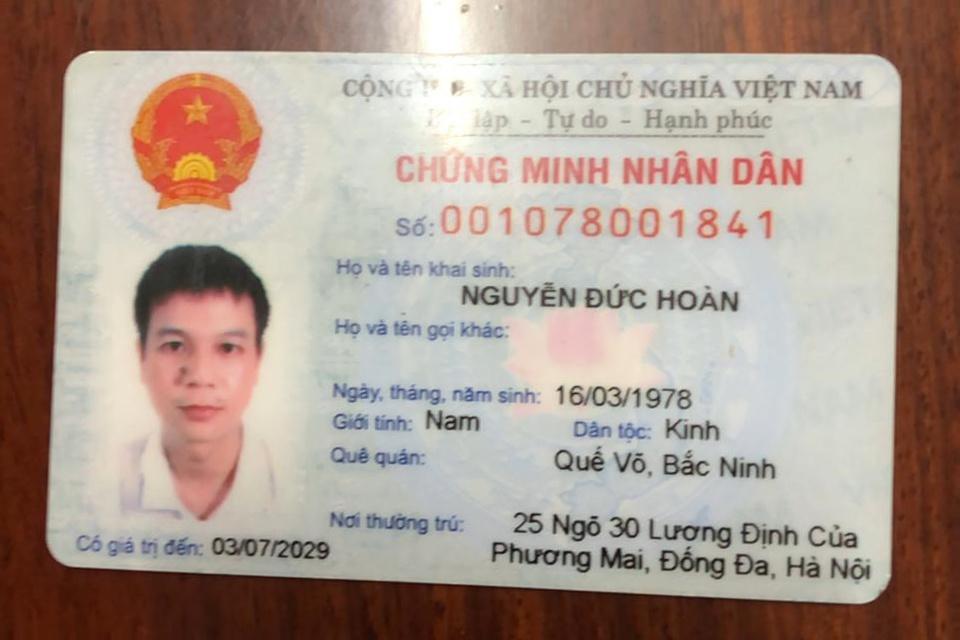 CỘNG XÃ HỘI CHỦ NGHĨA VIỆT NAM
lập - Tự do - Hạnh phúc
CHỨNG MINH NHÂN DÂN
Số: 001078001841
Họ và tên khai sinh:
NGUYỄN ĐỨC HOÀN
Họ và tên gọi khác:
Ngày, tháng, năm sinh: 16/03/1978
Giới tính: Nam Dân tộc: Kinh
Quê quán: Quế Võ, Bắc Ninh
Nơi thường trú: 25 Ngõ 30 Lương Định Của
Phương Mai, Đống Đa, Hà Nội
Có giá trị đến: 03/07/2029